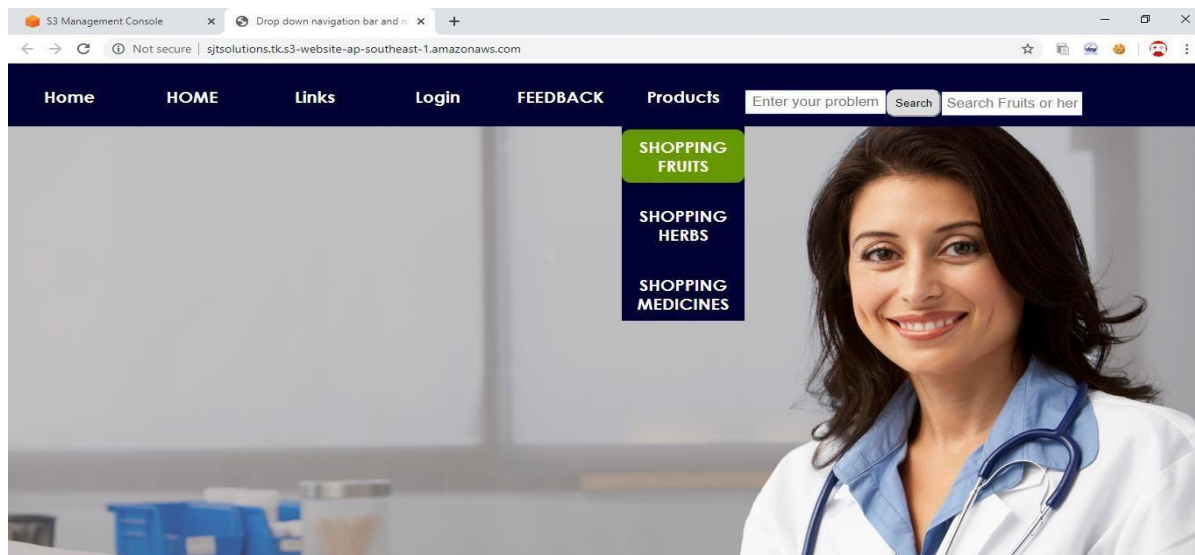 S3 Management Console
Drop down navigation bar and m
Not secure | sjtsolutions.tk.s3-website-ap-southeast-1.amazonaws.com
Home HOME Links Login FEEDBACK Products Enter your problem Search Search Fruits or her
SHOPPING
FRUITS
SHOPPING
HERBS
SHOPPING
MEDICINES